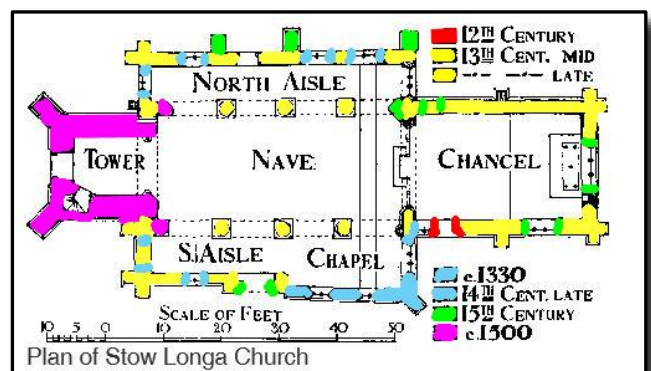 12TH CENTURY
13TH CENT. MID
LATE
NORTH AISLE
TOWER
NAVE
CHANCEL
S. AISLE
CHAPEL
c.1330
14TH CENT. LATE
15TH CENTURY
c.1500
SCALE OF FEET
10 5 0 10 20 30 40 50
Plan of Stow Longa Church